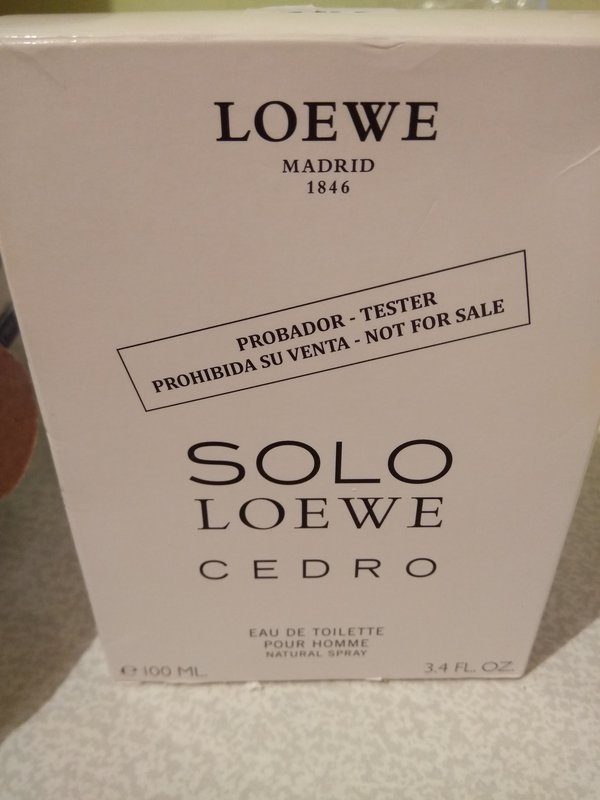 LOEWE
MADRID
1846
PROBADOR - TESTER
PROHIBIDA SU VENTA - NOT FOR SALE
SOLO
LOEWE
CEDRO
EAU DE TOILETTE
POUR HOMME
NATURAL SPRAY
℮ 100 ML. 3.4 FL. OZ.